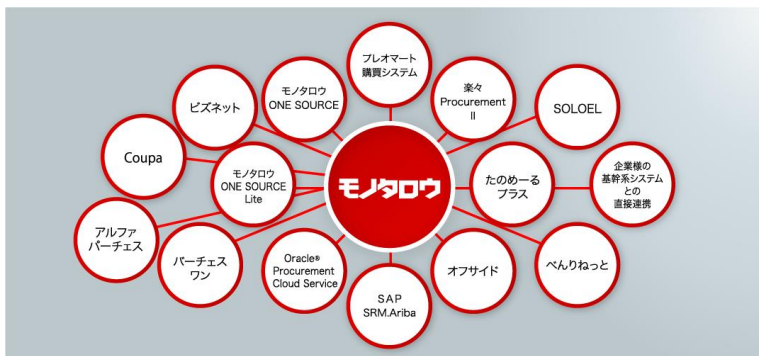 プレオマート
購買システム
モノタロウ
ONE SOURCE
楽々
Procurement
II
ビズネット
SOLOEL
Coupa
モノタロウ
ONE SOURCE
Lite
モノタロウ
たのめーる
プラス
企業様の
基幹系システム
との
直接連携
アルファ
パーチェス
パーチェス
ワン
Oracle®
Procurement
Cloud Service
SAP
SRM.Ariba
オフサイド
べんりねっと